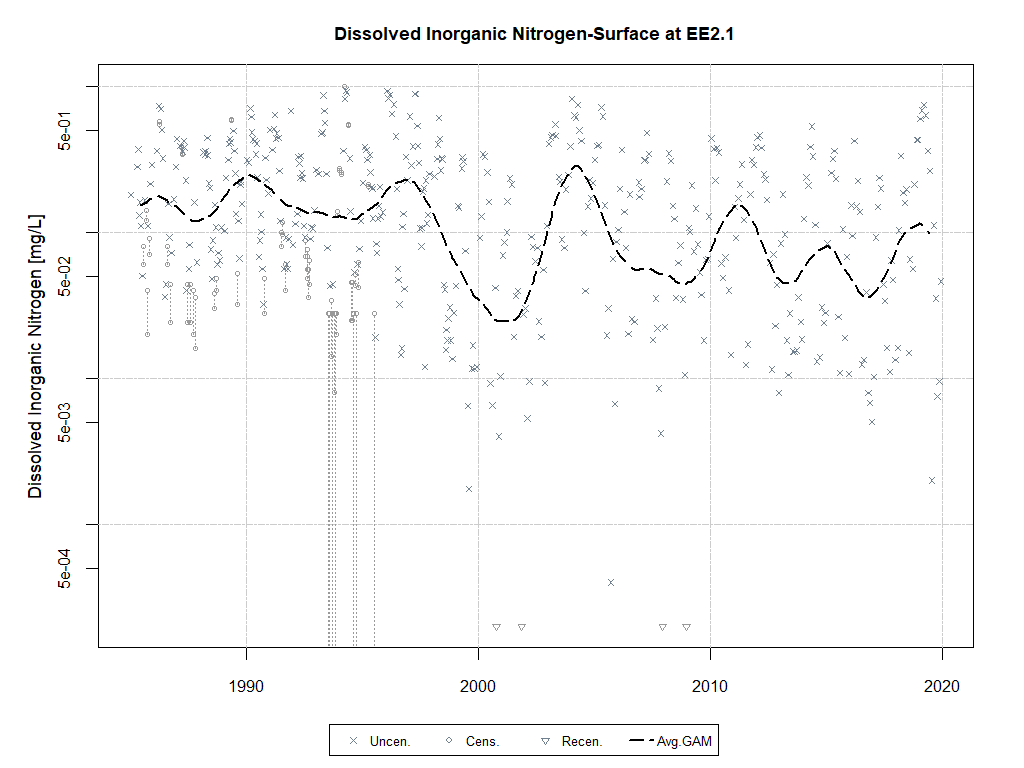 Dissolved Inorganic Nitrogen-Surface at EE2.1
Dissolved Inorganic Nitrogen [mg/L]
5e-01
5e-02
5e-03
5e-04
1990
2000
2010
2020
Uncen.
Cens.
Recen.
Avg.GAM